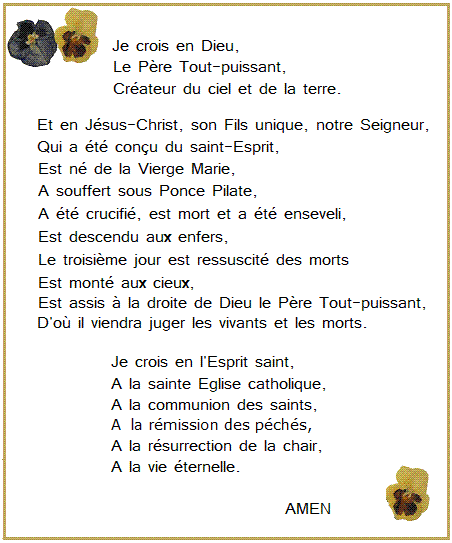 Je crois en Dieu,
Le Père Tout-puissant,
Créateur du ciel et de la terre.
Et en Jésus-Christ, son Fils unique, notre Seigneur,
Qui a été conçu du saint-Esprit,
Est né de la Vierge Marie,
A souffert sous Ponce Pilate,
A été crucifié, est mort et a été enseveli,
Est descendu aux enfers,
Le troisième jour est ressuscité des morts
Est monté aux cieux,
Est assis à la droite de Dieu le Père Tout-puissant,
D'où il viendra juger les vivants et les morts.
Je crois en l'Esprit saint,
A la sainte Eglise catholique,
A la communion des saints,
A la rémission des péchés,
A la résurrection de la chair,
A la vie éternelle.
AMEN